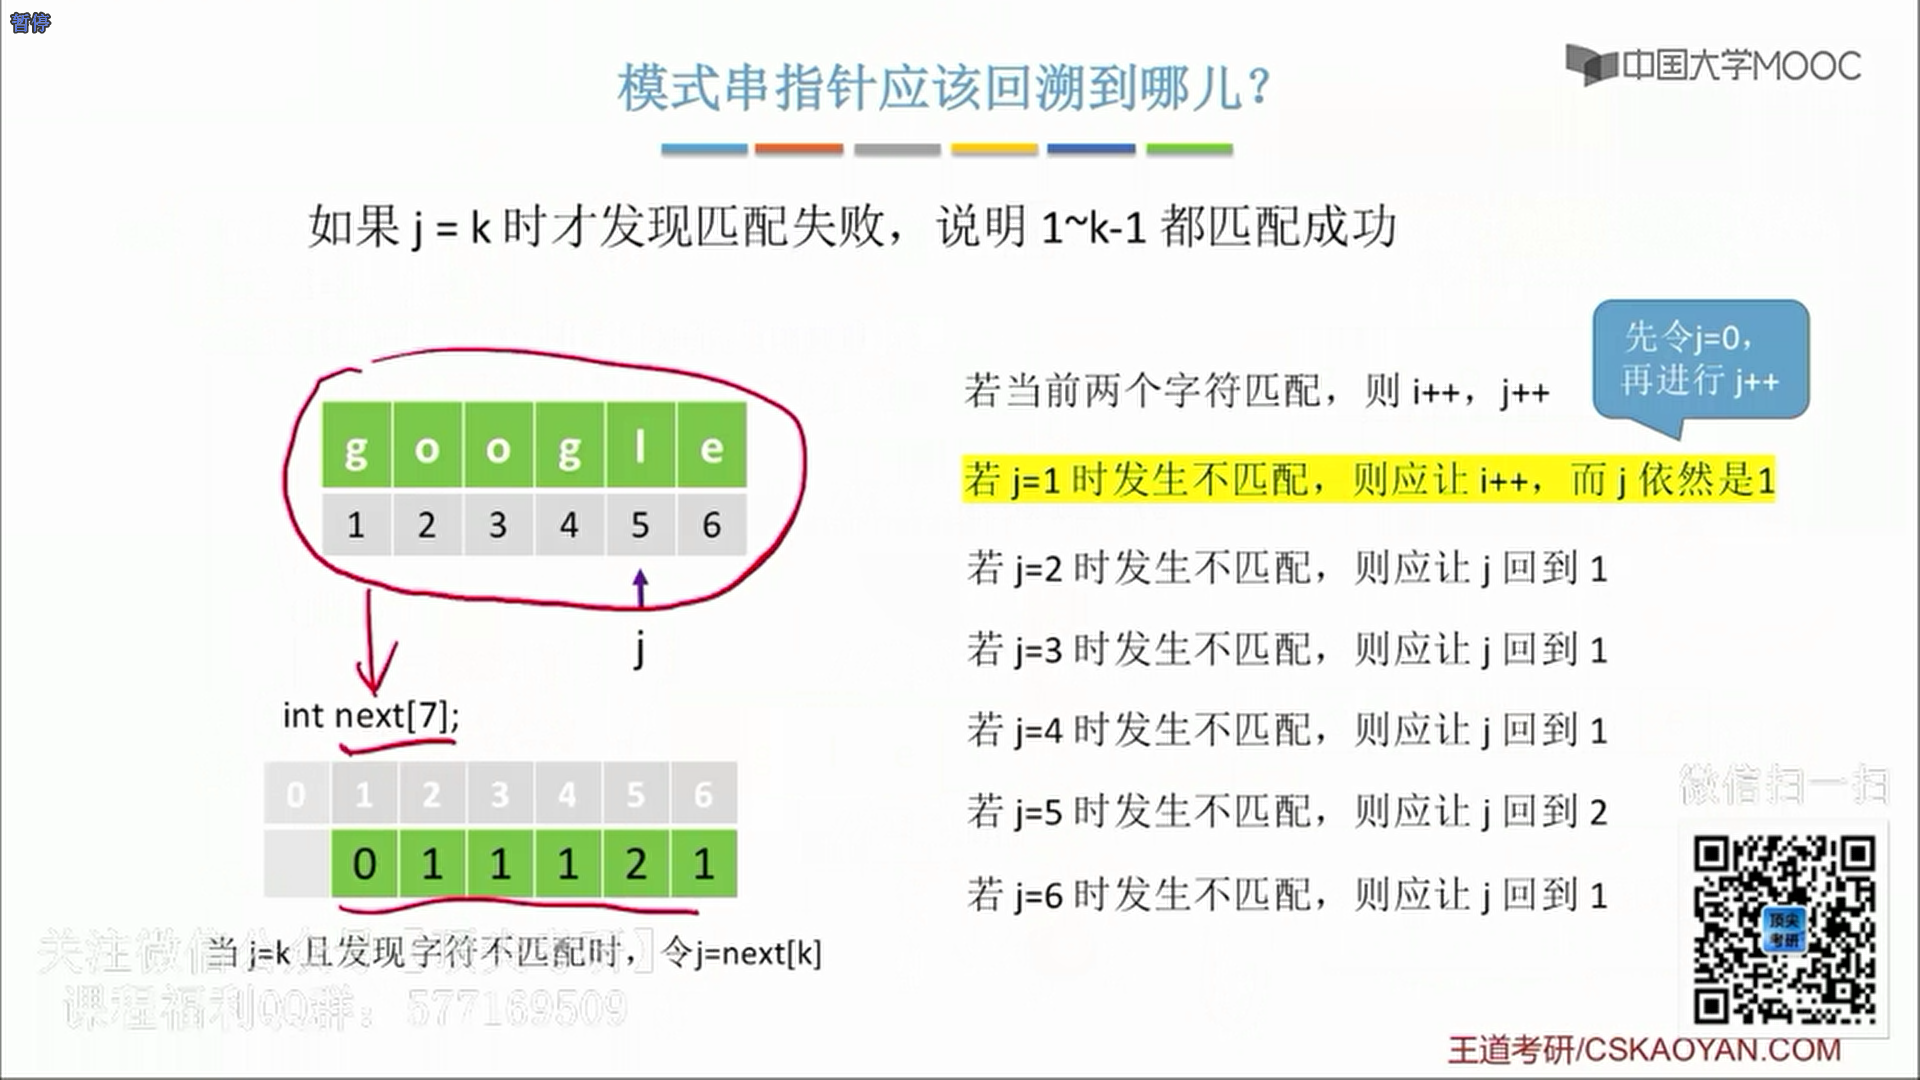 暂停
中国大学MOOC
模式串指针应该回溯到哪儿？
如果 j = k 时才发现匹配失败，说明 1~k-1 都匹配成功
先令j=0，
再进行 j++
若当前两个字符匹配，则 i++，j++
g o o g l e
若 j=1 时发生不匹配，则应让 i++，而 j 依然是1
1 2 3 4 5 6
若 j=2 时发生不匹配，则应让 j 回到 1
j
若 j=3 时发生不匹配，则应让 j 回到 1
int next[7];
若 j=4 时发生不匹配，则应让 j 回到 1
0 1 2 3 4 5 6
微信扫一扫
若 j=5 时发生不匹配，则应让 j 回到 2
0 1 1 1 2 1
若 j=6 时发生不匹配，则应让 j 回到 1
顶尖
考研
关注微信公众号
当 j=k 且发现字符不匹配时，令j=next[k]
课程福利QQ群：577169509
王道考研/CSKAOYAN.COM